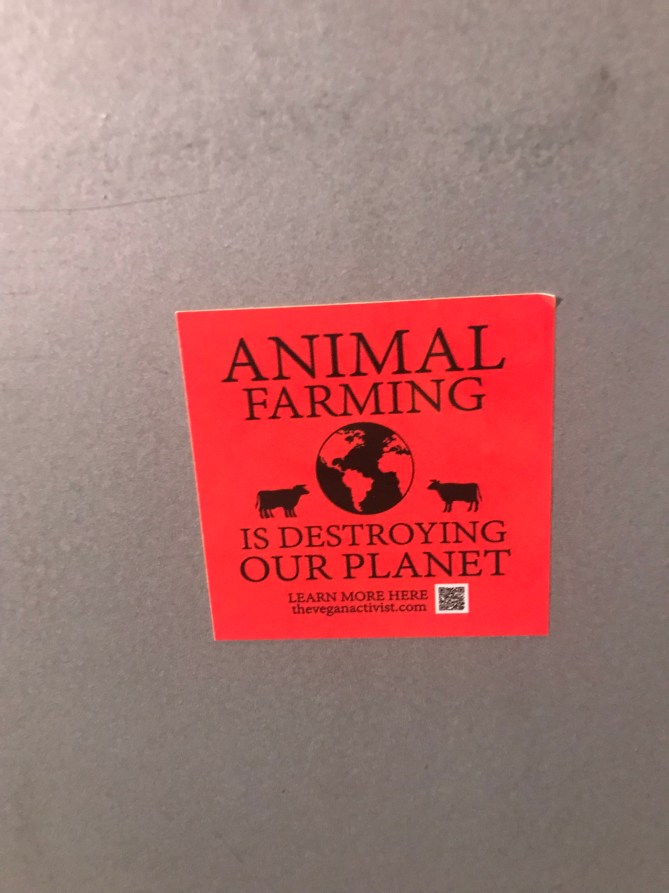 ANIMAL
FARMING
IS DESTROYING
OUR PLANET
LEARN MORE HERE
theveganactivist.com